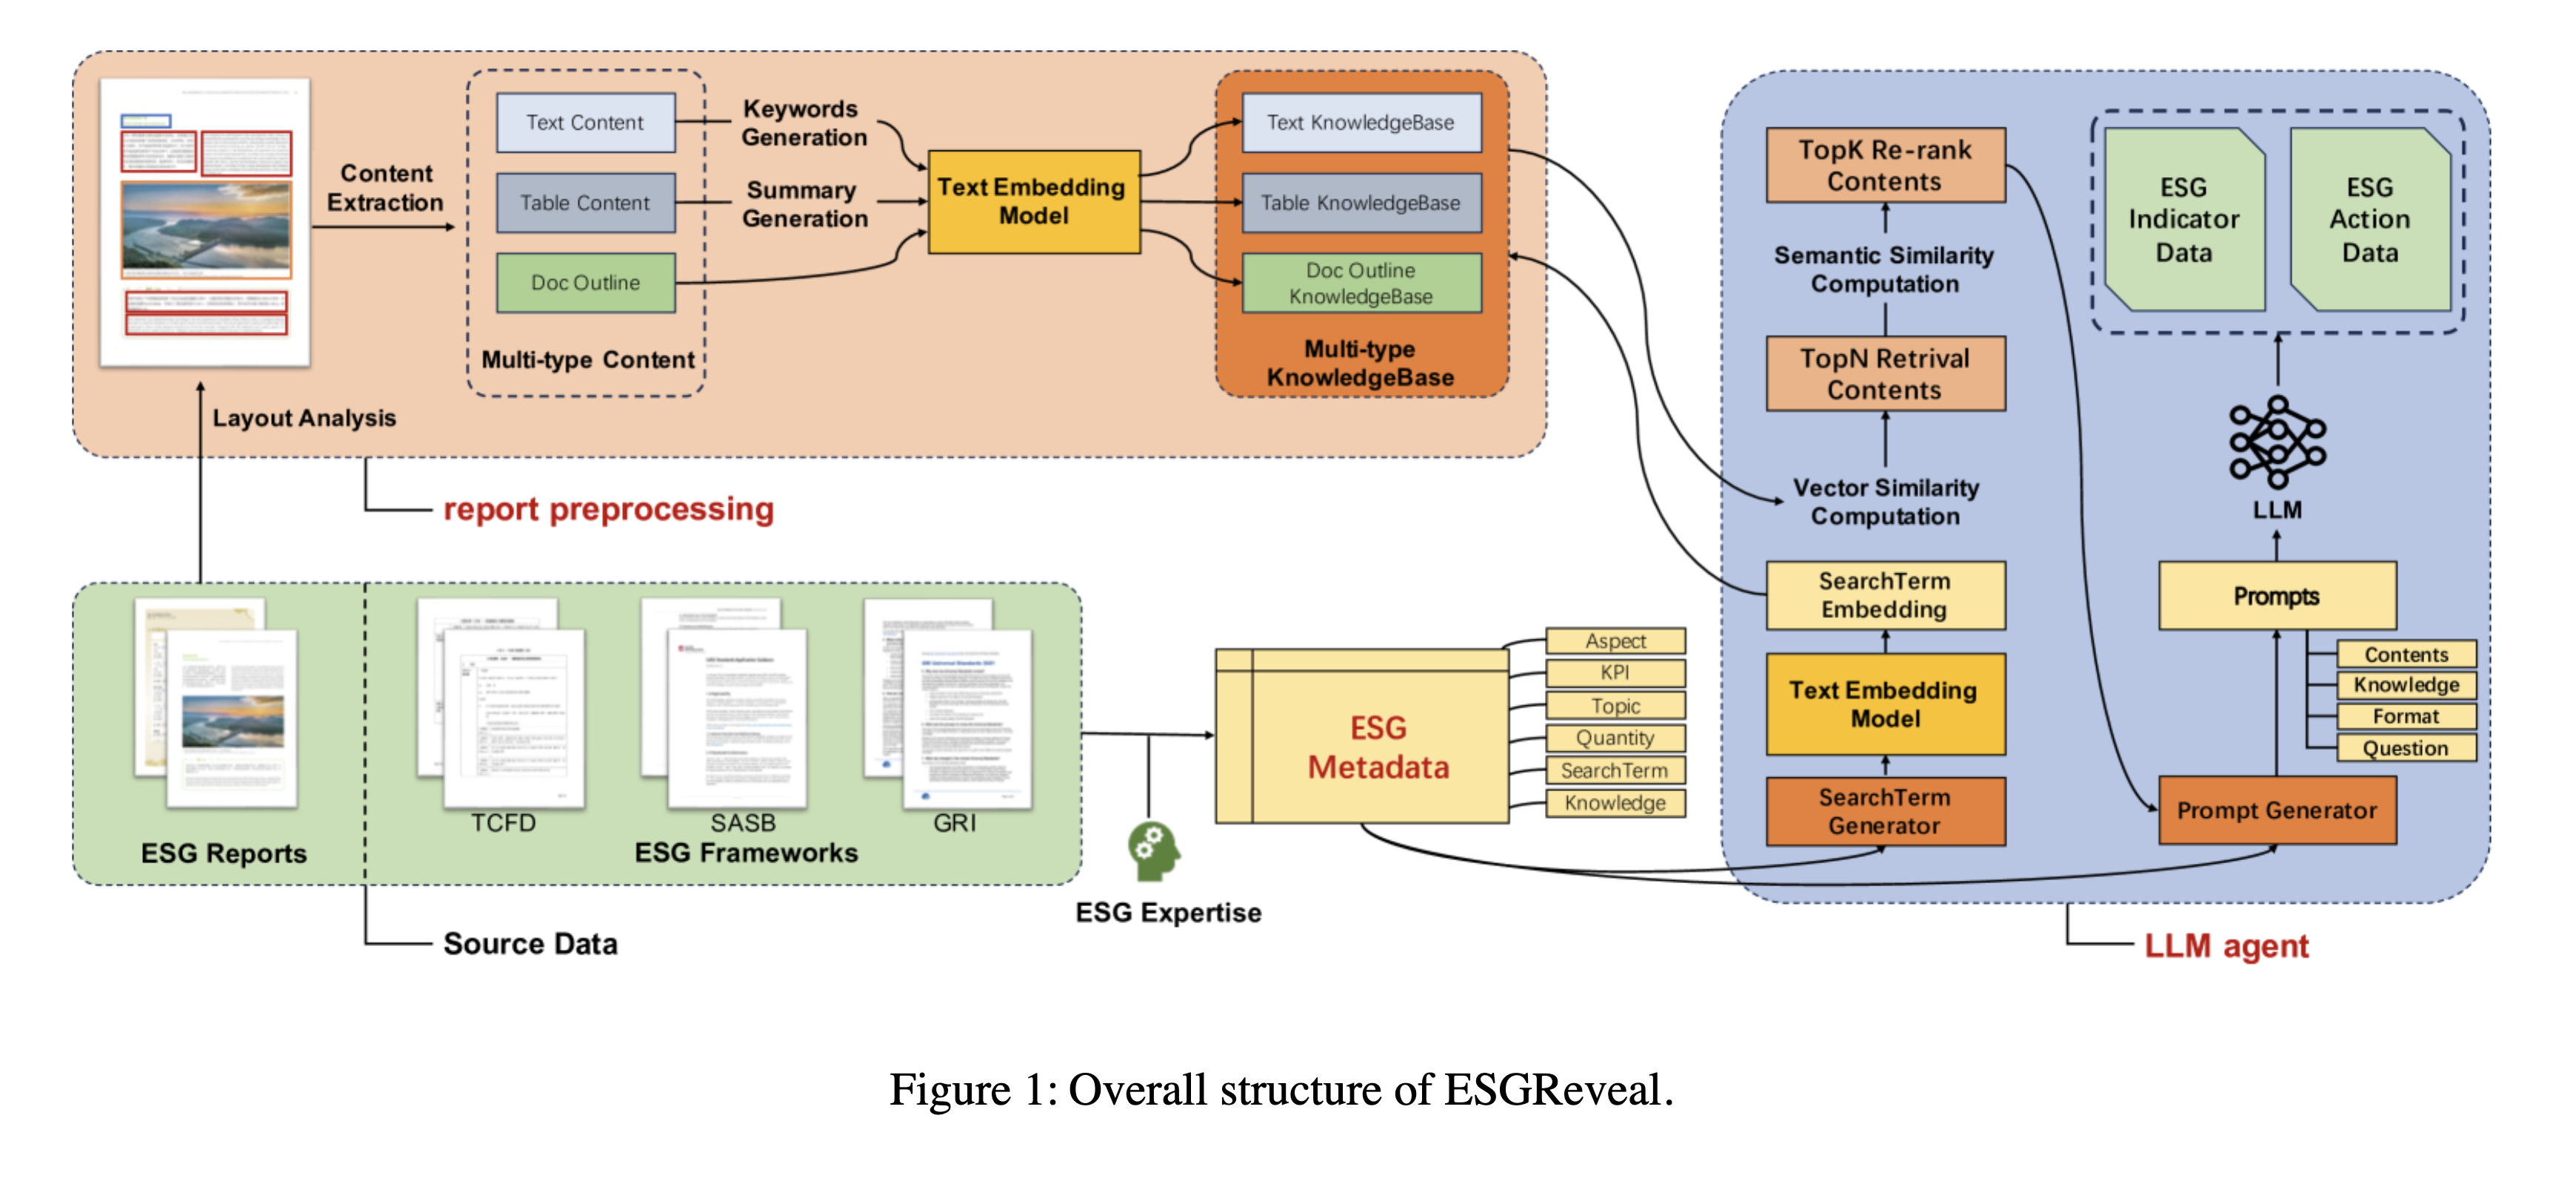 Content
Extraction
Text Content
Table Content
Doc Outline
Multi-type Content
Keywords
Generation
Summary
Generation
Text Embedding
Model
Text KnowledgeBase
Table KnowledgeBase
Doc Outline
KnowledgeBase
Multi-type
KnowledgeBase
Layout Analysis
report preprocessing
TCFD
SASB
GRI
ESG Reports
ESG Frameworks
Source Data
ESG Expertise
ESG
Metadata
Aspect
KPI
Topic
Quantity
SearchTerm
Knowledge
TopK Re-rank
Contents
Semantic Similarity
Computation
TopN Retrival
Contents
Vector Similarity
Computation
SearchTerm
Embedding
Text Embedding
Model
SearchTerm
Generator
ESG
Indicator
Data
ESG
Action
Data
LLM
Prompts
Contents
Knowledge
Format
Question
Prompt Generator
LLM agent
Figure 1: Overall structure of ESGReveal.